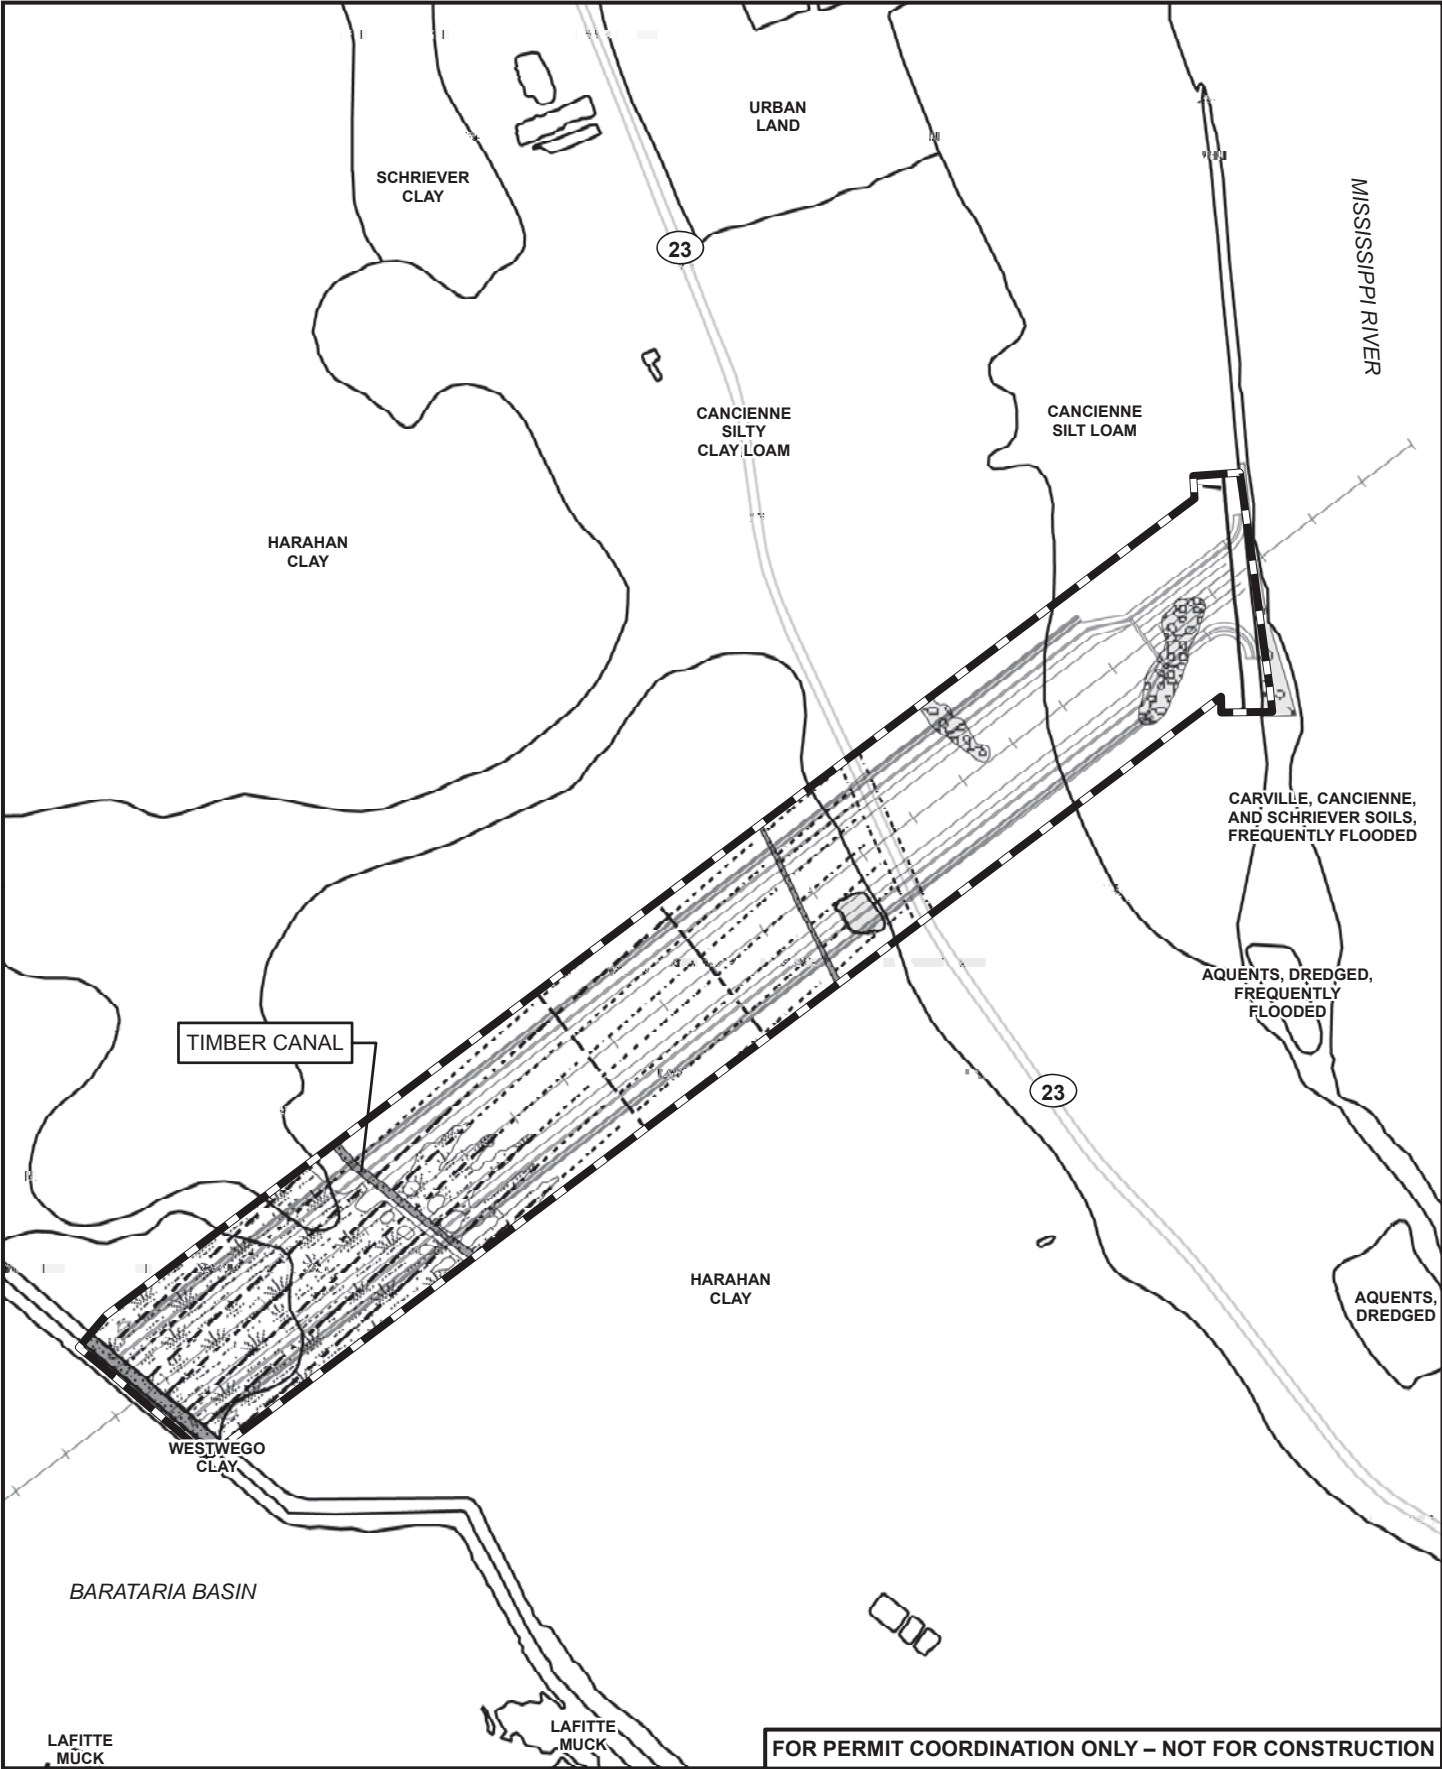 URBAN
LAND
SCHRIEVER
CLAY
MISSISSIPPI RIVER
23
CANCIENNE
SILTY
CLAY LOAM
CANCIENNE
SILT LOAM
HARAHAN
CLAY
CARVILLE, CANCIENNE,
AND SCHRIEVER SOILS,
FREQUENTLY FLOODED
AQUENTS, DREDGED,
FREQUENTLY
FLOODED
TIMBER CANAL
23
HARAHAN
CLAY
AQUENTS,
DREDGED
WESTWEGO
CLAY
BARATARIA BASIN
LAFITTE
MUCK
LAFITTE
MUCK
FOR PERMIT COORDINATION ONLY – NOT FOR CONSTRUCTION